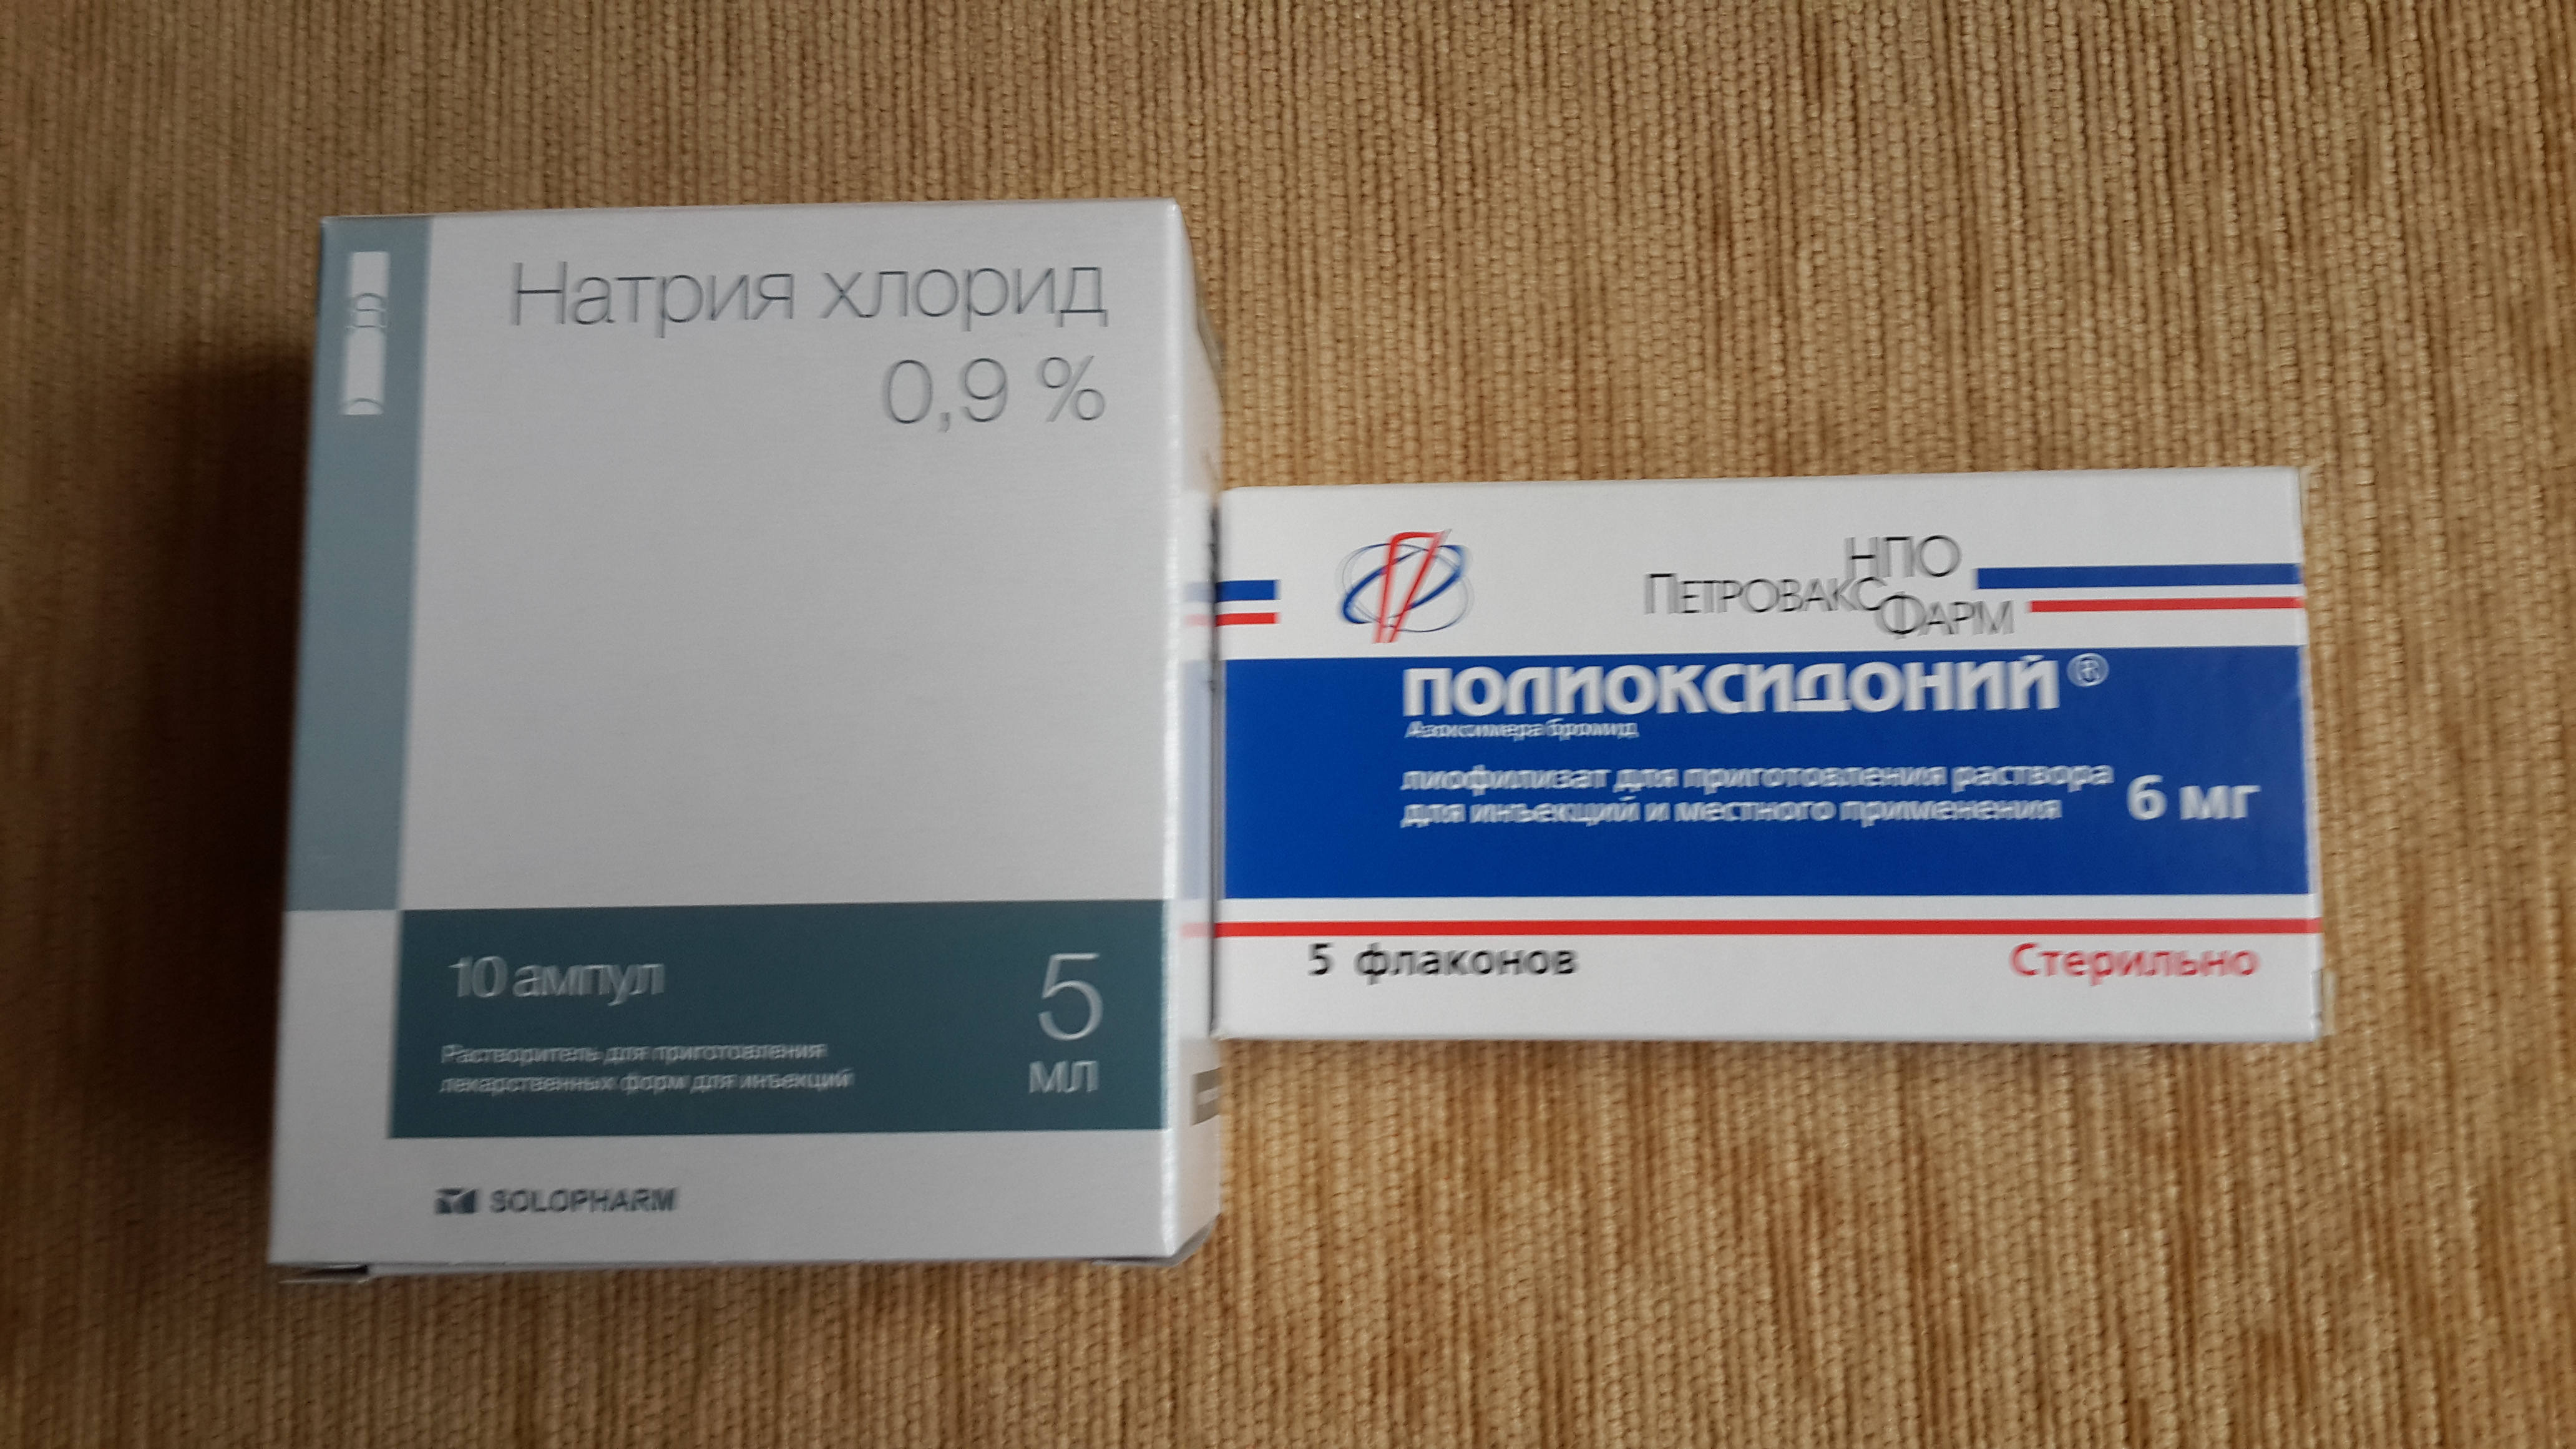 Натрия хлорид
0,9 %
10 ампул
5
мл
Растворитель для приготовления
лекарственных форм для инъекций
SOLOPHARM
НПО
ПЕТРОВАКС
ФАРМ
ПОЛИОКСИДОНИЙ®
Азоксимера бромид
лиофилизат для приготовления раствора
для инъекций и местного применения
6 мг
5 флаконов
Стерильно